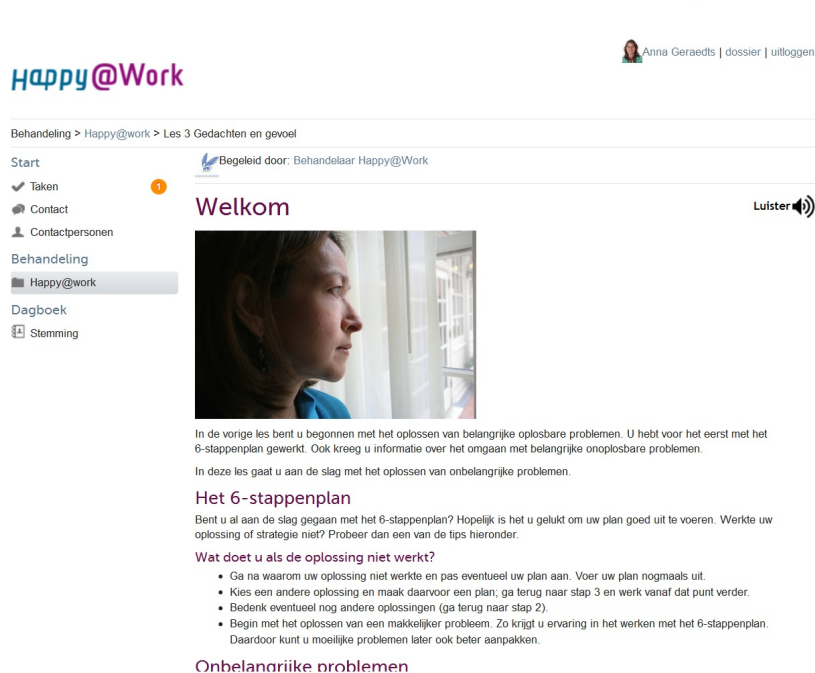 Anna Geraedts | dossier | uitloggen
Happy@Work
Behandeling > Happy@work > Les 3 Gedachten en gevoel
Start
Taken 1
Contact
Contactpersonen
Behandeling
Happy@work
Dagboek
Stemming
Begeleid door: Behandelaar Happy@Work
Welkom
Luister
In de vorige les bent u begonnen met het oplossen van belangrijke oplosbare problemen. U hebt voor het eerst met het
6-stappenplan gewerkt. Ook kreeg u informatie over het omgaan met belangrijke onoplosbare problemen.
In deze les gaat u aan de slag met het oplossen van onbelangrijke problemen.
Het 6-stappenplan
Bent u al aan de slag gegaan met het 6-stappenplan? Hopelijk is het u gelukt om uw plan goed uit te voeren. Werkte uw
oplossing of strategie niet? Probeer dan een van de tips hieronder.
Wat doet u als de oplossing niet werkt?
• Ga na waarom uw oplossing niet werkte en pas eventueel uw plan aan. Voer uw plan nogmaals uit.
• Kies een andere oplossing en maak daarvoor een plan; ga terug naar stap 3 en werk vanaf dat punt verder.
• Bedenk eventueel nog andere oplossingen (ga terug naar stap 2).
• Begin met het oplossen van een makkelijker probleem. Zo krijgt u ervaring in het werken met het 6-stappenplan.
Daardoor kunt u moeilijke problemen later ook beter aanpakken.
Onbelangrijke problemen